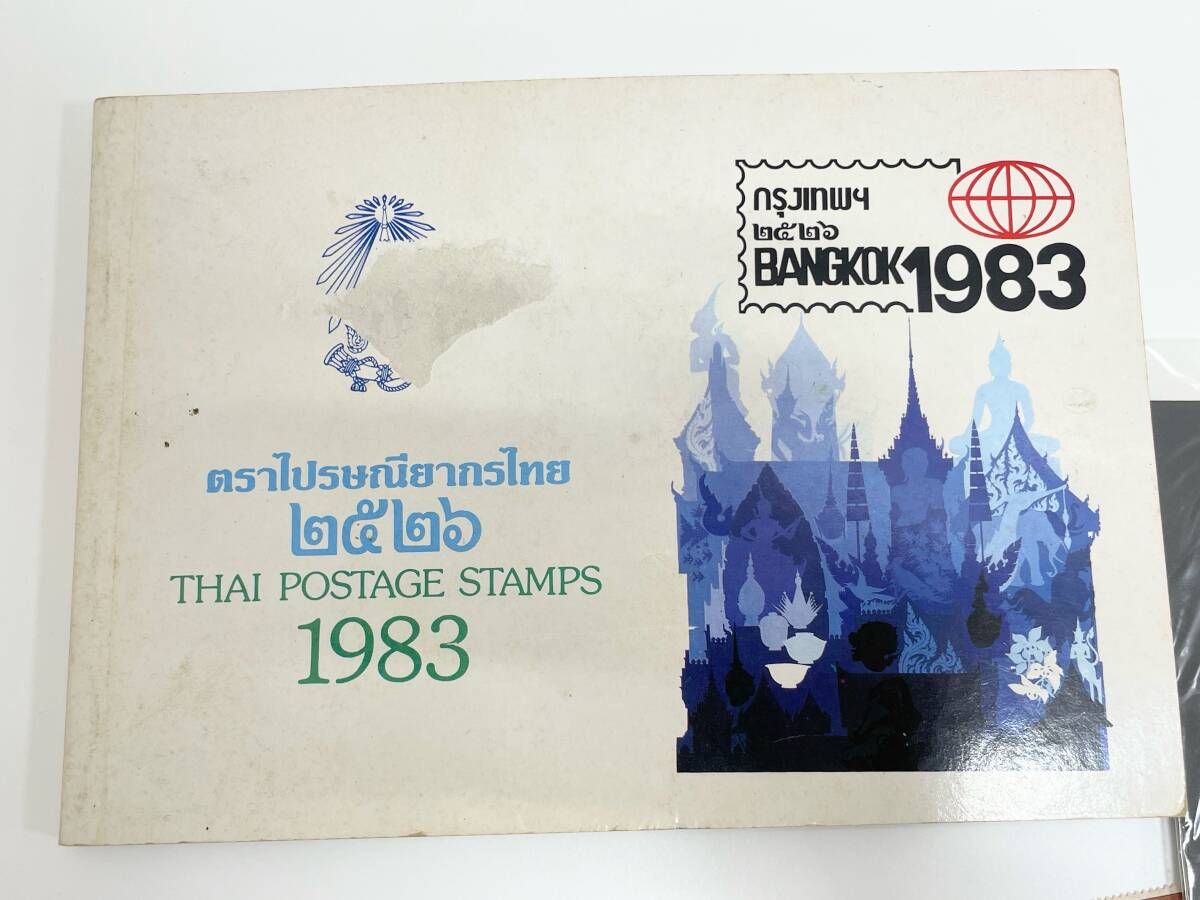 กรุงเทพฯ
๒๕๒๖
BANGKOK 1983
ตราไปรษณียากรไทย
๒๕๒๖
THAI POSTAGE STAMPS
1983